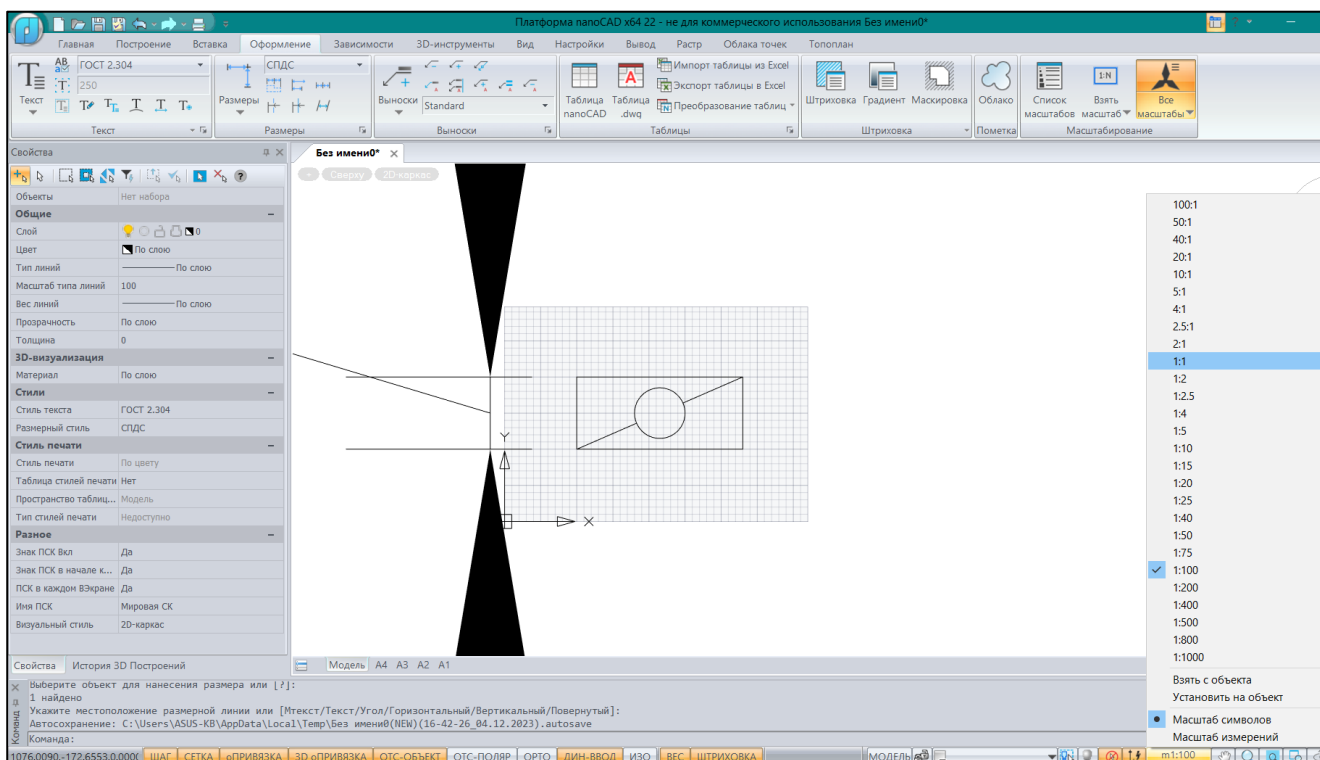 Платформа nanoCAD x64 22 - не для коммерческого использования Без имени0*
Главная Построение Вставка Оформление Зависимости 3D-инструменты Вид Настройки Вывод Растр Облака точек Топоплан
ГОСТ 2.304
250
Текст
Текст
СПДС
Размеры
Размеры
Выноски
Standard
Выноски
Таблица nanoCAD
Таблица .dwg
Импорт таблицы из Excel
Экспорт таблицы в Excel
Преобразование таблиц
Таблицы
Штриховка Градиент Маскировка
Штриховка
Облако
Пометка
Список масштабов
1:N
Взять масштаб
Все масштабы
Масштабирование
Свойства
Без имени0*
Сверху 2D-каркас
Объекты Нет набора
Общие
Слой 0
Цвет По слою
Тип линий По слою
Масштаб типа линий 100
Вес линий По слою
Прозрачность По слою
Толщина 0
3D-визуализация
Материал По слою
Стили
Стиль текста ГОСТ 2.304
Размерный стиль СПДС
Стиль печати
Стиль печати По цвету
Таблица стилей печати Нет
Пространство таблиц... Модель
Тип стилей печати Недоступно
Разное
Знак ПСК Вкл Да
Знак ПСК в начале к... Да
ПСК в каждом ВЭкране Да
Имя ПСК Мировая СК
Визуальный стиль 2D-каркас
Свойства История 3D Построений
Y
X
Модель A4 A3 A2 A1
100:1
50:1
40:1
20:1
10:1
5:1
4:1
2.5:1
2:1
1:1
1:2
1:2.5
1:4
1:5
1:10
1:15
1:20
1:25
1:40
1:50
1:75
1:100
1:200
1:400
1:500
1:800
1:1000
Взять с объекта
Установить на объект
Масштаб символов
Масштаб измерений
Команд
Выберите объект для нанесения размера или [?]:
1 найдено
Укажите местоположение размерной линии или [Мтекст/Текст/Угол/Горизонтальный/Вертикальный/Повернутый]:
Автосохранение: C:\Users\ASUS-KB\AppData\Local\Temp\Без имени0(NEW)(16-42-26_04.12.2023).autosave
Команда:
1076.0090,-172.6553,0.0000 ШАГ СЕТКА оПРИВЯЗКА 3D оПРИВЯЗКА ОТС-ОБЪЕКТ ОТС-ПОЛЯР ОРТО ДИН-ВВОД ИЗО ВЕС ШТРИХОВКА МОДЕЛЬ m1:100